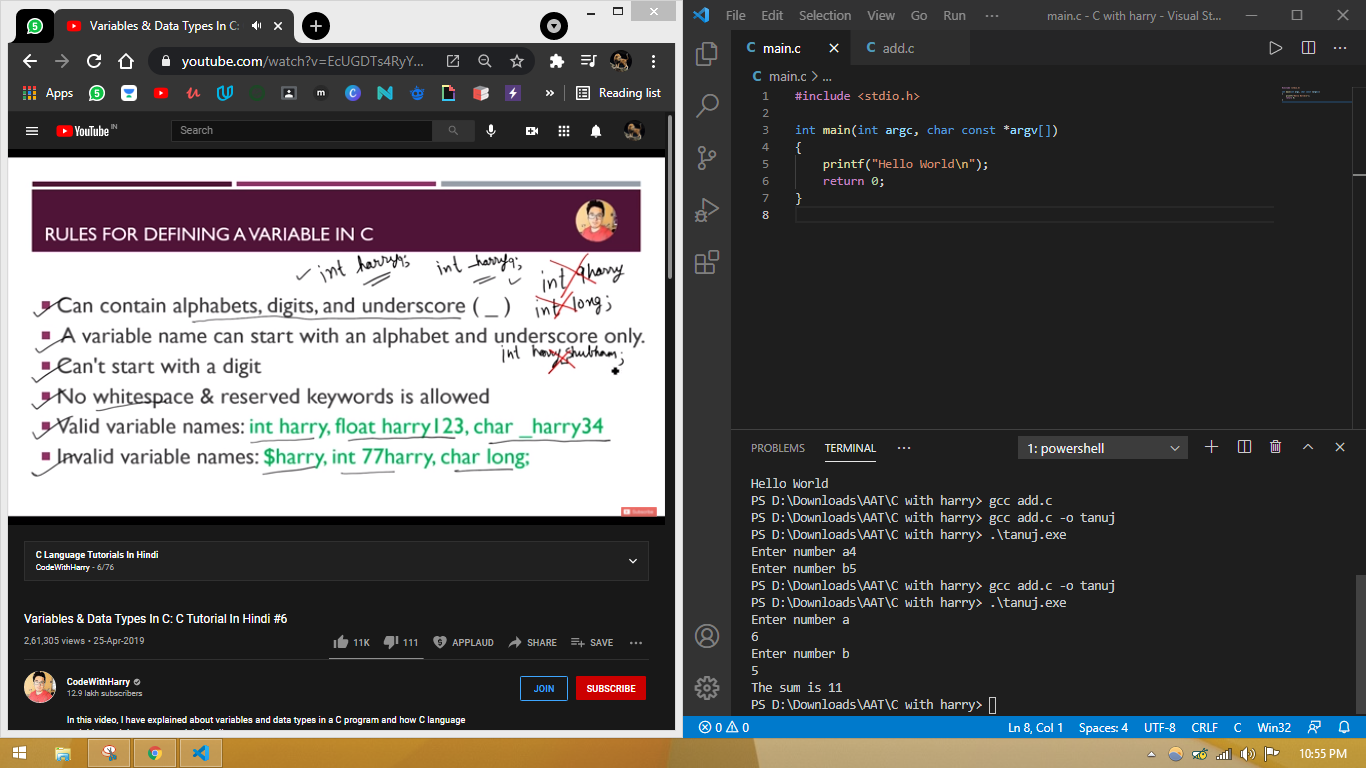 Variables & Data Types In C:
youtube.com/watch?v=EcUGDTs4RyY...
Apps
Reading list
YouTube IN
Search
RULES FOR DEFINING A VARIABLE IN C
int harry9; int _harry9; int 9harry
Can contain alphabets, digits, and underscore ( _ )
int long;
A variable name can start with an alphabet and underscore only.
int harry shubham;
Can't start with a digit
No whitespace & reserved keywords is allowed
Valid variable names: int harry, float harry123, char _harry34
Invalid variable names: $harry, int 77harry, char long;
Subscribe
C Language Tutorials In Hindi
CodeWithHarry - 6/76
Variables & Data Types In C: C Tutorial In Hindi #6
2,61,305 views • 25-Apr-2019
11K 111 APPLAUD SHARE SAVE
CodeWithHarry
12.9 lakh subscribers
JOIN SUBSCRIBE
In this video, I have explained about variables and data types in a C program and how C language
File Edit Selection View Go Run ··· main.c - C with harry - Visual St...
C main.c C add.c
C main.c > ...
1 #include <stdio.h>
2
3 int main(int argc, char const *argv[])
4 {
5 printf("Hello World\n");
6 return 0;
7 }
8
PROBLEMS TERMINAL ··· 1: powershell
Hello World
PS D:\Downloads\AAT\C with harry> gcc add.c
PS D:\Downloads\AAT\C with harry> gcc add.c -o tanuj
PS D:\Downloads\AAT\C with harry> .\tanuj.exe
Enter number a4
Enter number b5
PS D:\Downloads\AAT\C with harry> gcc add.c -o tanuj
PS D:\Downloads\AAT\C with harry> .\tanuj.exe
Enter number a
6
Enter number b
5
The sum is 11
PS D:\Downloads\AAT\C with harry>
0 0 Ln 8, Col 1 Spaces: 4 UTF-8 CRLF C Win32
10:55 PM